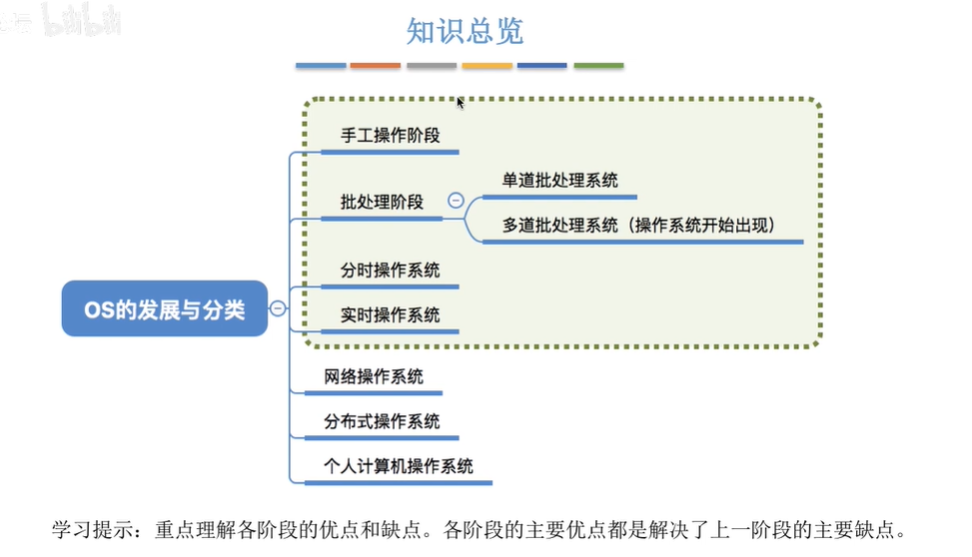 bilibili
知识总览
手工操作阶段
单道批处理系统
批处理阶段
多道批处理系统（操作系统开始出现）
分时操作系统
OS的发展与分类
实时操作系统
网络操作系统
分布式操作系统
个人计算机操作系统
学习提示：重点理解各阶段的优点和缺点。各阶段的主要优点都是解决了上一阶段的主要缺点。